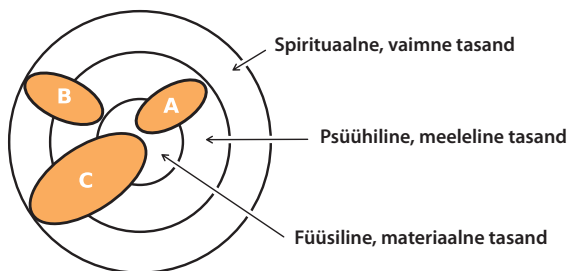 Spirituaalne, vaimne tasand
B
A
Psüühiline, meeleline tasand
C
Füüsiline, materiaalne tasand